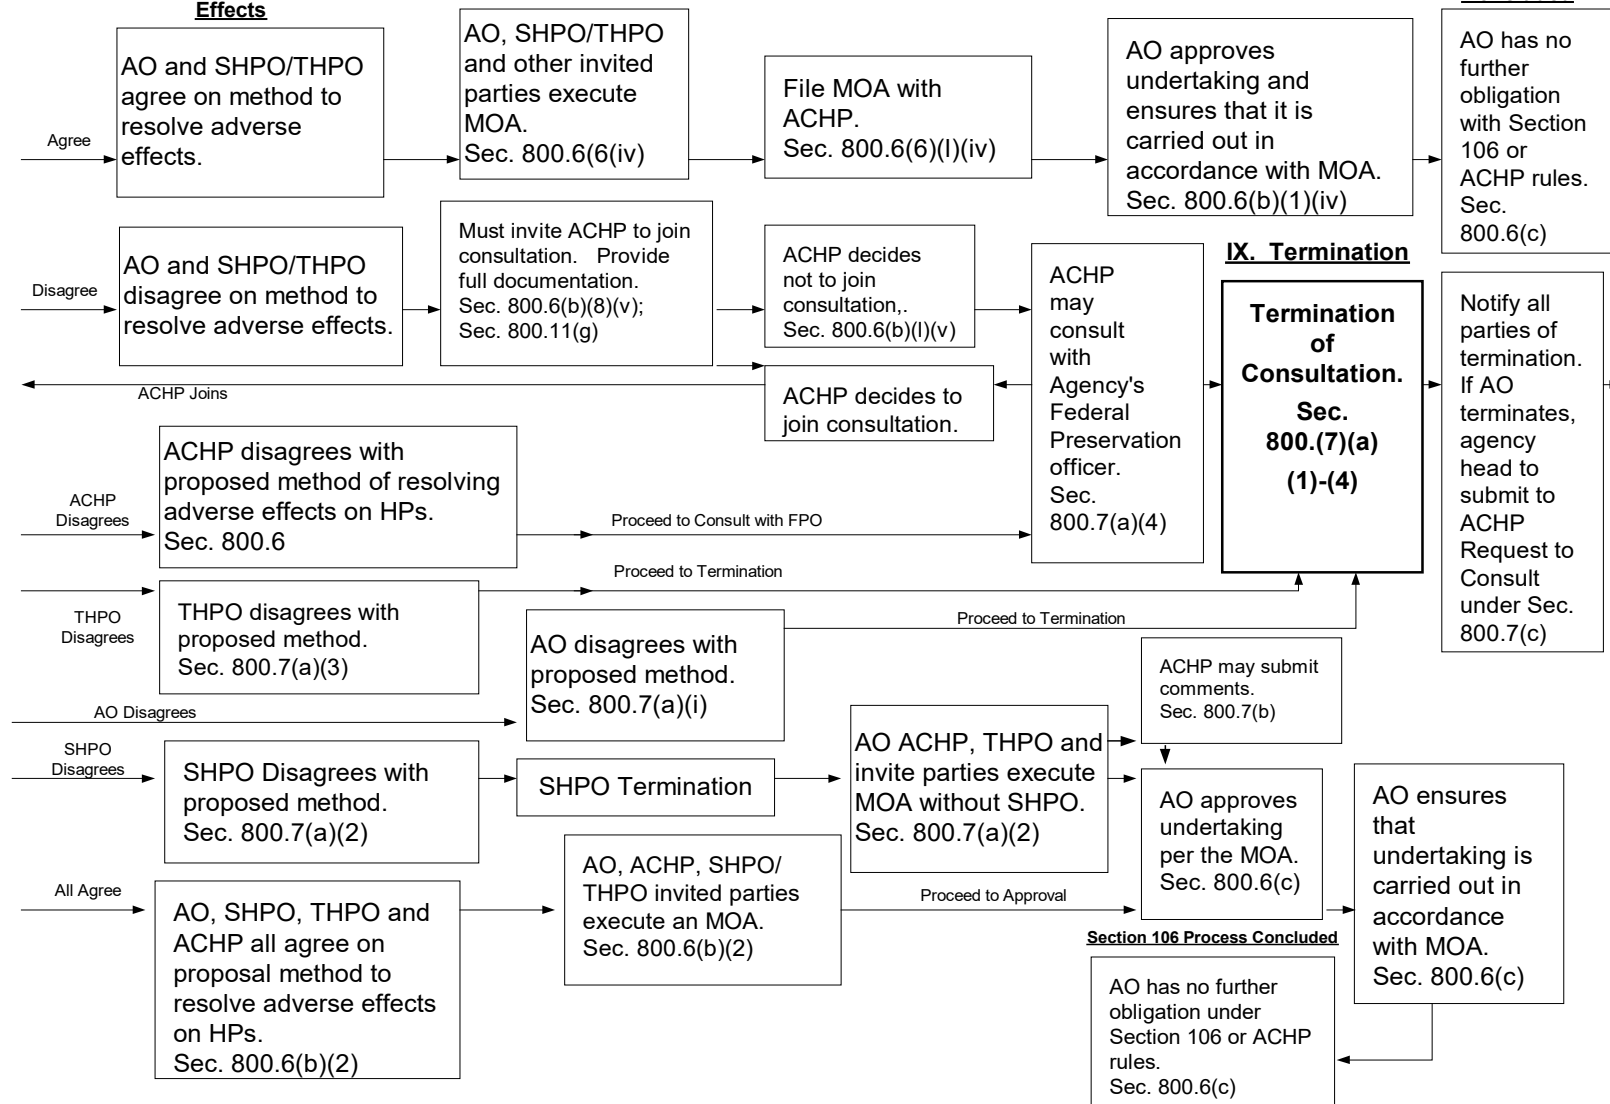 Effects
Agree
AO and SHPO/THPO
agree on method to
resolve adverse
effects.
AO, SHPO/THPO
and other invited
parties execute
MOA.
Sec. 800.6(6(iv)
File MOA with
ACHP.
Sec. 800.6(6)(l)(iv)
AO approves
undertaking and
ensures that it is
carried out in
accordance with MOA.
Sec. 800.6(b)(1)(iv)
AO has no
further
obligation
with Section
106 or
ACHP rules.
Sec.
800.6(c)
Disagree
AO and SHPO/THPO
disagree on method to
resolve adverse effects.
Must invite ACHP to join
consultation. Provide
full documentation.
Sec. 800.6(b)(8)(v);
Sec. 800.11(g)
ACHP decides
not to join
consultation,.
Sec. 800.6(b)(l)(v)
ACHP
may
consult
with
Agency's
Federal
Preservation
officer.
Sec.
800.7(a)(4)
IX. Termination
Termination
of
Consultation.
Sec.
800.(7)(a)
(1)-(4)
Notify all
parties of
termination.
If AO
terminates,
agency
head to
submit to
ACHP
Request to
Consult
under Sec.
800.7(c)
ACHP Joins
ACHP decides to
join consultation.
ACHP
Disagrees
ACHP disagrees with
proposed method of resolving
adverse effects on HPs.
Sec. 800.6
Proceed to Consult with FPO
Proceed to Termination
THPO
Disagrees
THPO disagrees with
proposed method.
Sec. 800.7(a)(3)
AO disagrees with
proposed method.
Sec. 800.7(a)(i)
Proceed to Termination
ACHP may submit
comments.
Sec. 800.7(b)
AO Disagrees
SHPO
Disagrees
SHPO Disagrees with
proposed method.
Sec. 800.7(a)(2)
SHPO Termination
AO ACHP, THPO and
invite parties execute
MOA without SHPO.
Sec. 800.7(a)(2)
AO approves
undertaking
per the MOA.
Sec. 800.6(c)
AO ensures
that
undertaking is
carried out in
accordance
with MOA.
Sec. 800.6(c)
All Agree
AO, SHPO, THPO and
ACHP all agree on
proposal method to
resolve adverse effects
on HPs.
Sec. 800.6(b)(2)
AO, ACHP, SHPO/
THPO invited parties
execute an MOA.
Sec. 800.6(b)(2)
Proceed to Approval
Section 106 Process Concluded
AO has no further
obligation under
Section 106 or ACHP
rules.
Sec. 800.6(c)